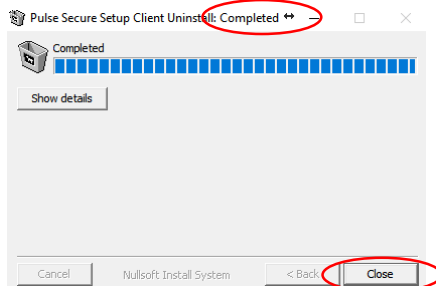 Pulse Secure Setup Client Uninstall: Completed
Completed
Show details
Cancel
Nullsoft Install System
< Back
Close